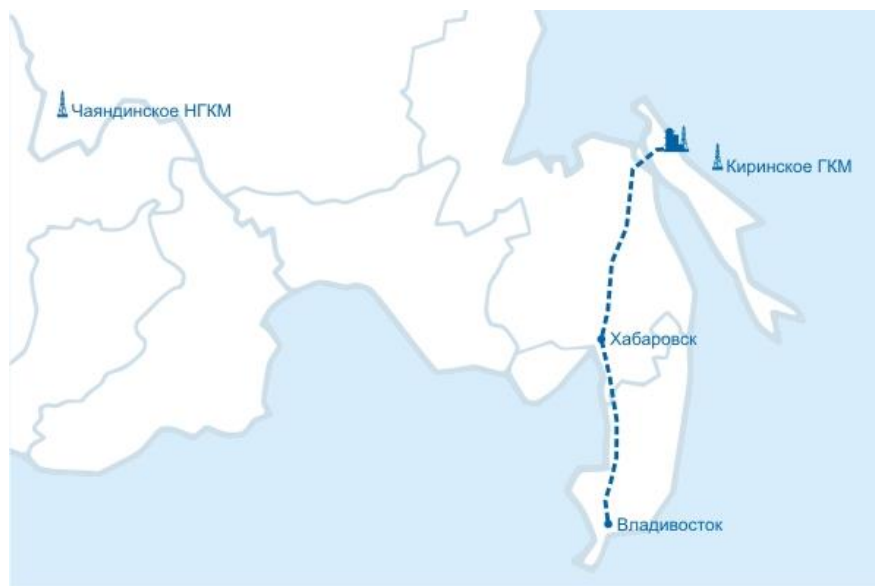 Чаяндинское НГКМ
Киринское ГКМ
Хабаровск
Владивосток